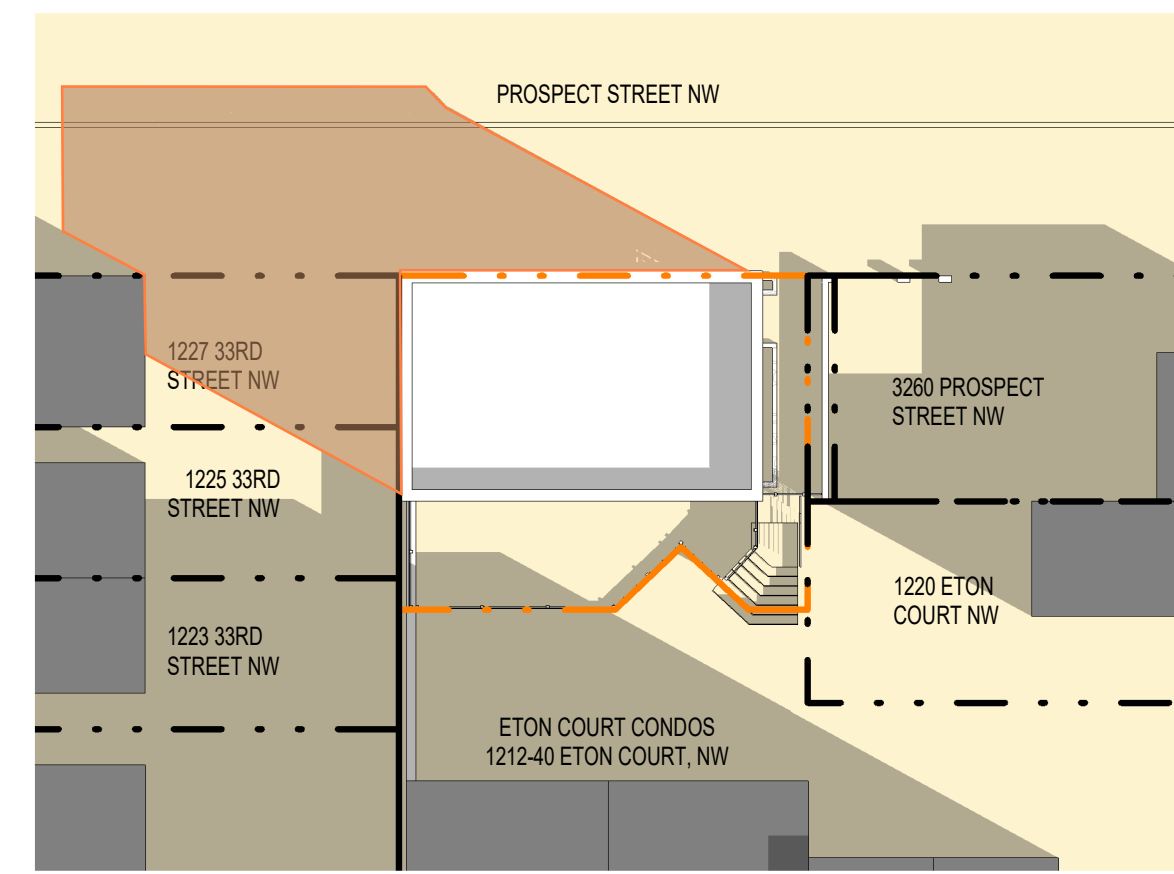 PROSPECT STREET NW
1227 33RD
STREET NW
3260 PROSPECT
STREET NW
1225 33RD
STREET NW
1220 ETON
COURT NW
1223 33RD
STREET NW
ETON COURT CONDOS
1212-40 ETON COURT, NW